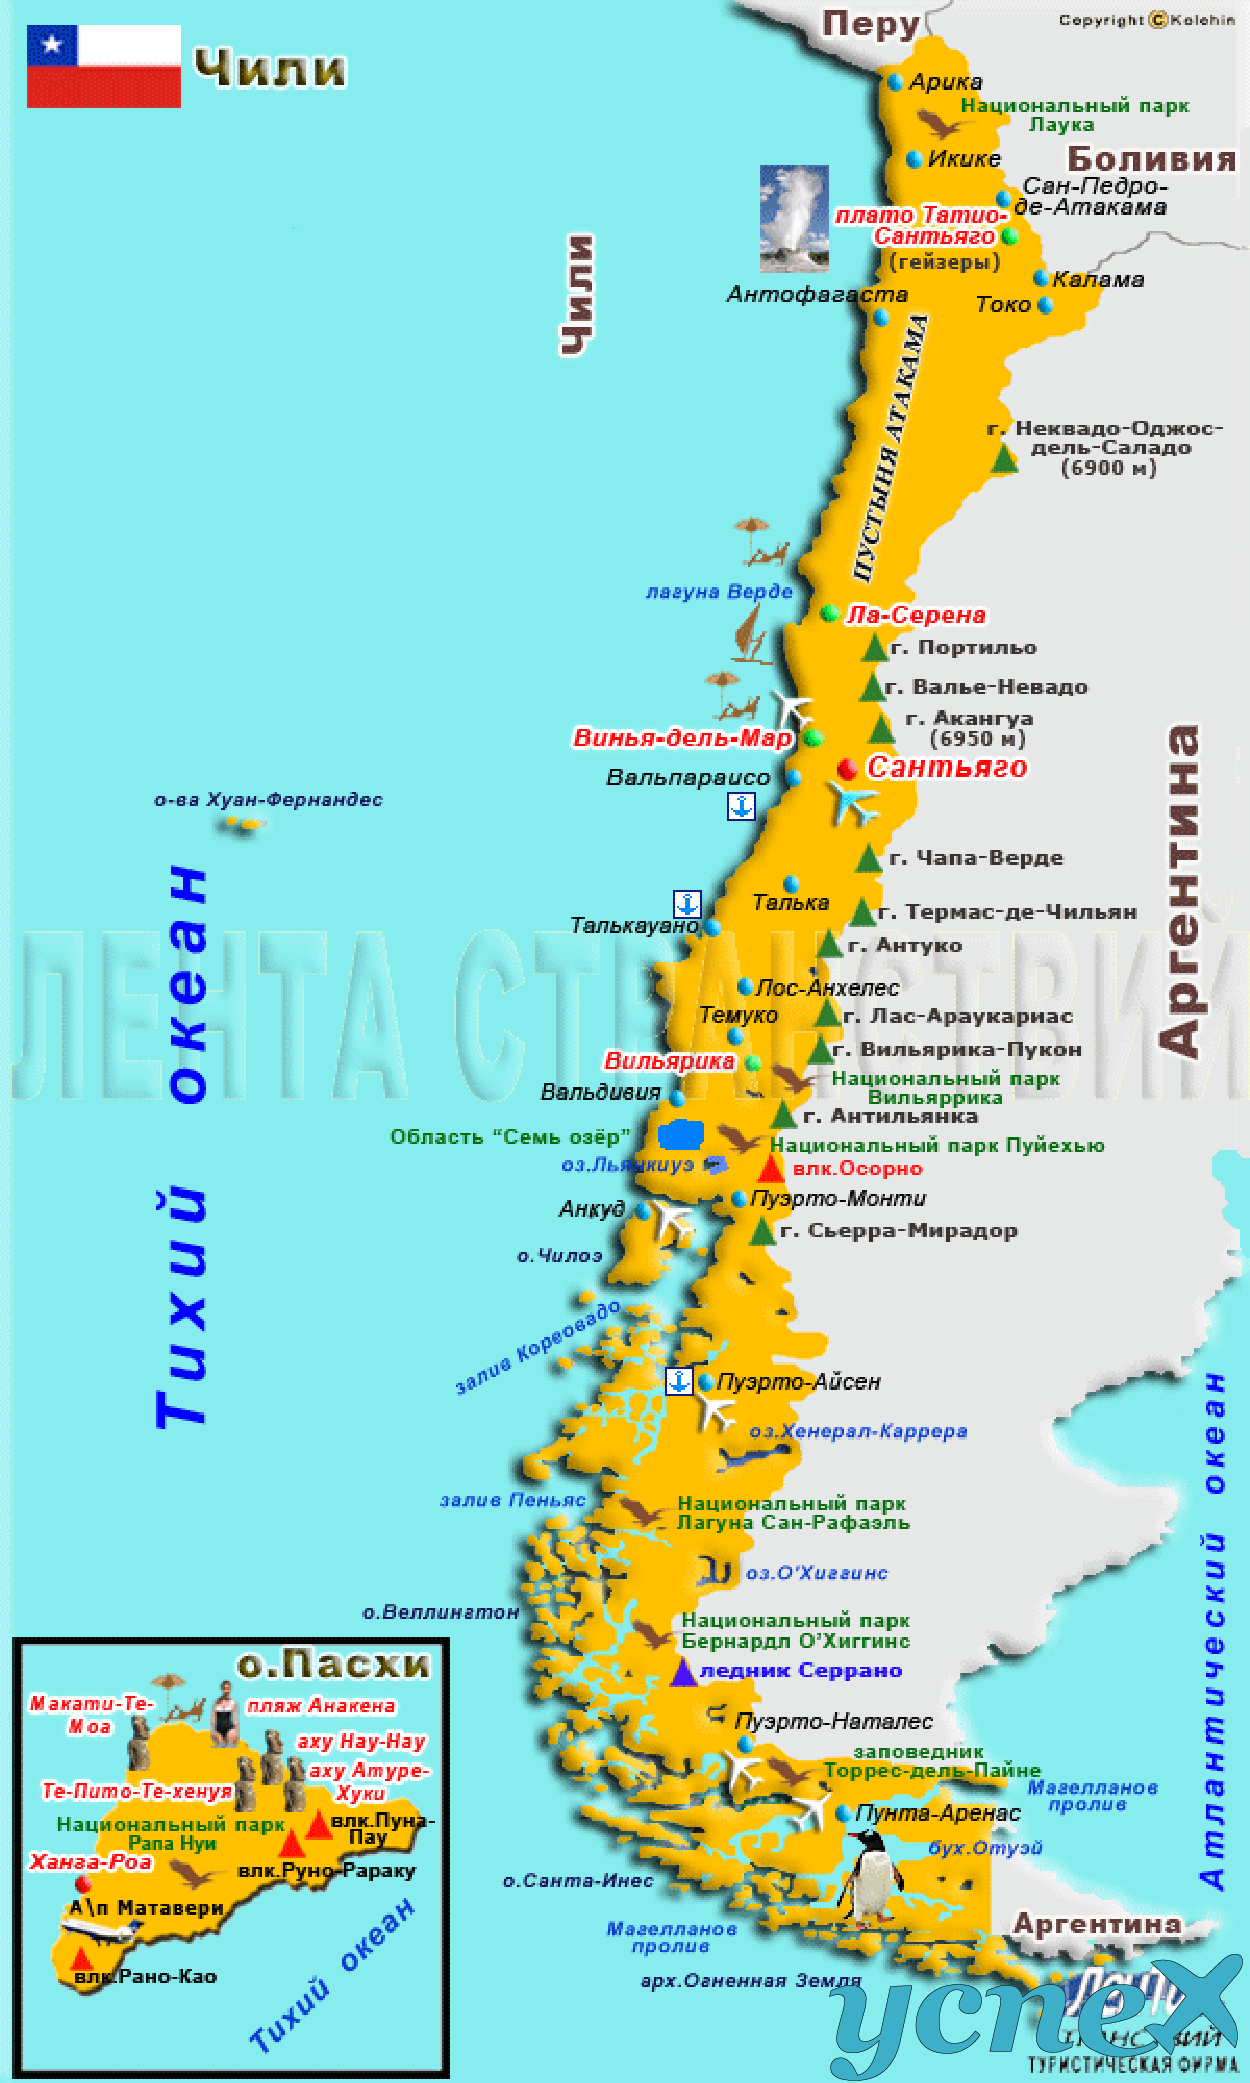 Перу
Copyright © Kolehin
Чили
Арика
Национальный парк
Лаука
Икике
Боливия
Сан-Педро-
де-Атакама
плато Татио-
Сантьяго
(гейзеры)
Чили
Калама
Антофагаста
Токо
ПУСТЫНЯ АТАКАМА
г. Неквадо-Оджос-
дель-Саладо
(6900 м)
лагуна Верде
Ла-Серена
г. Портильо
г. Валье-Невадо
г. Акангуа
(6950 м)
Винья-дель-Мар
Сантьяго
Вальпараисо
Аргентина
о-ва Хуан-Фернандес
г. Чапа-Верде
Талька
Тихий океан
г. Термас-де-Чильян
Талькауано
г. Антуко
ЛЕНТА СТРАНСТВИЙ
Лос-Анхелес
Темуко
г. Лас-Араукариас
г. Вильярика-Пукон
Вильярика
Национальный парк
Вильяррика
Вальдивия
г. Антильянка
Область “Семь озёр”
Национальный парк Пуйехью
оз.Льянкиуэ
влк.Осорно
Пуэрто-Монти
Анкуд
г. Сьерра-Мирадор
о.Чилоэ
залив Кореовадо
Пуэрто-Айсен
оз.Хенерал-Каррера
Атлантический океан
залив Пеньяс
Национальный парк
Лагуна Сан-Рафаэль
оз.О'Хиггинс
о.Веллингтон
Национальный парк
Бернардл О’Хиггинс
ледник Серрано
Пуэрто-Наталес
заповедник
Торрес-дель-Пайне
Магелланов
пролив
Пунта-Аренас
бух.Отуэй
о.Санта-Инес
Магелланов
пролив
Аргентина
арх.Огненная Земля
о.Пасхи
Макати-Те-
Моа
пляж Анакена
аху Нау-Нау
аху Атуре-
Хуки
Те-Пито-Те-хенуя
Национальный парк
Рапа Нуи
влк.Пуна-
Пау
Ханга-Роа
влк.Руно-Рараку
А\п Матавери
влк.Рано-Као
Тихий океан
успех
ТУРИСТИЧЕСКАЯ ФИРМА